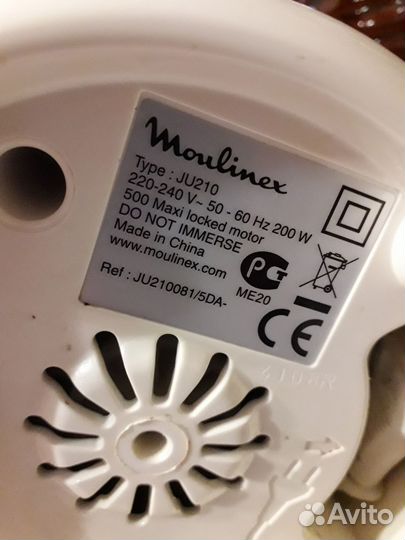 Moulinex
Type : JU210
220-240 V~ 50 - 60 Hz 200 W
500 Maxi locked motor
DO NOT IMMERSE
Made in China
www.moulinex.com
Ref : JU210081/5DA-
PG
ME20
CE
Avito